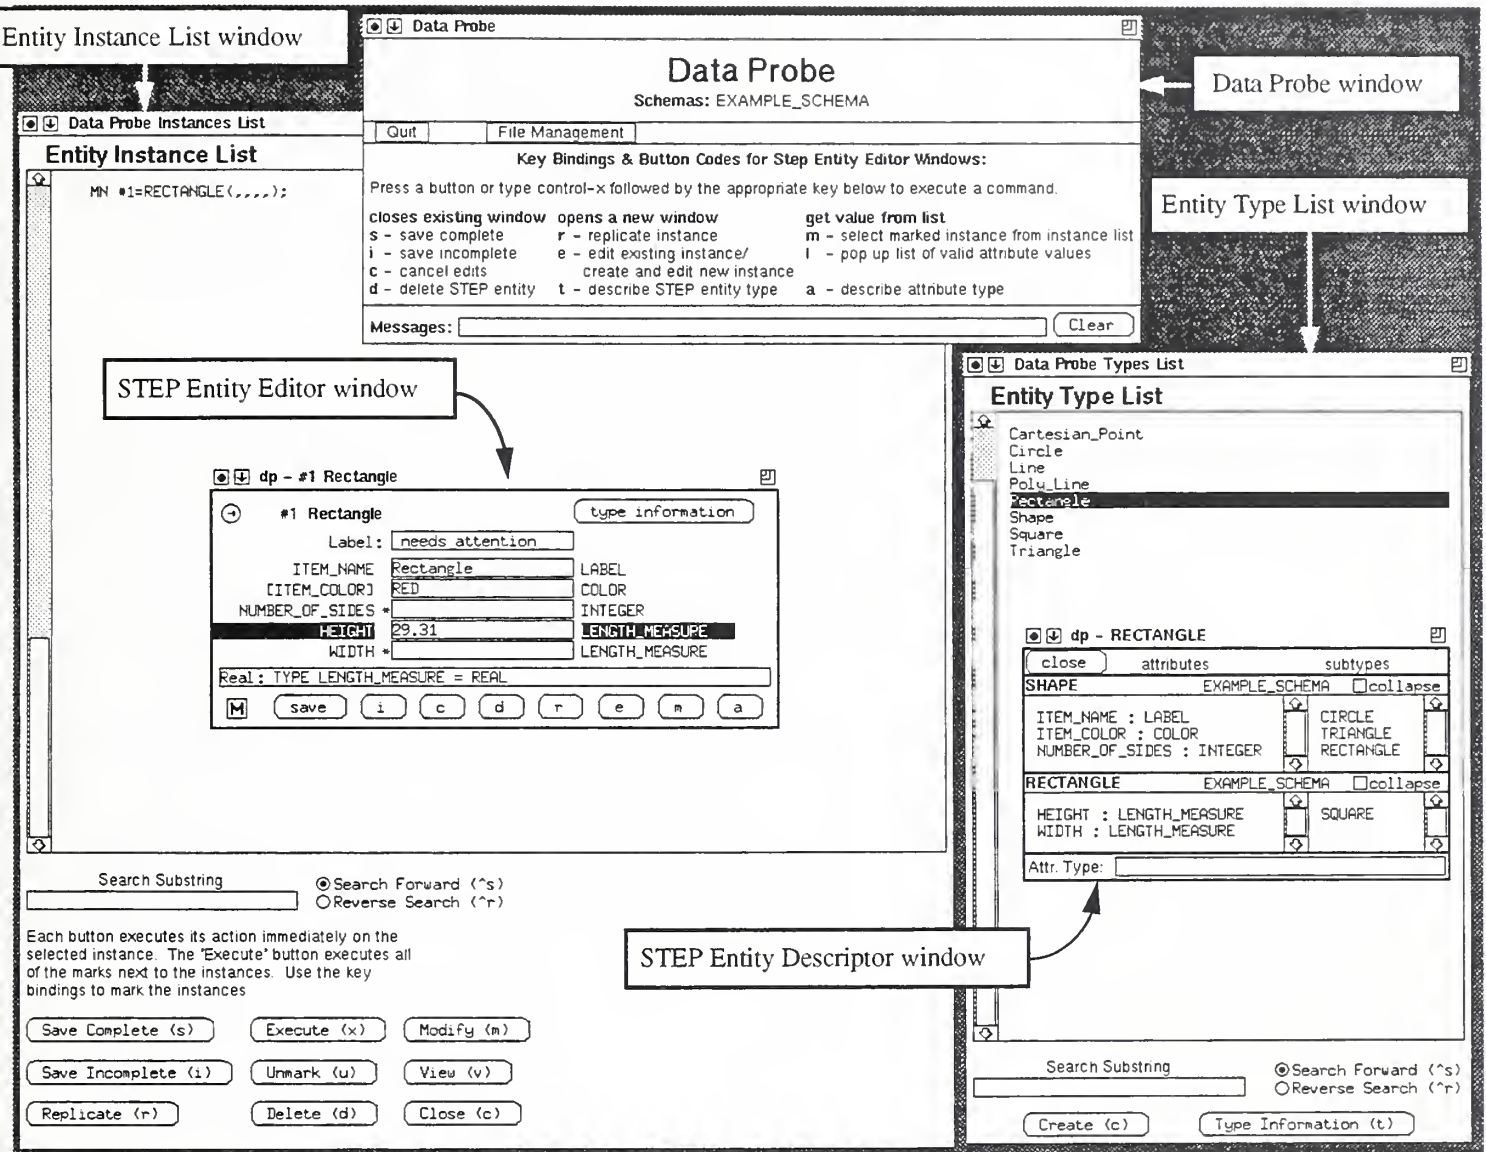 Entity Instance List window
Data Probe
Data Probe
Schemas: EXAMPLE_SCHEMA
Data Probe window
Quit
File Management
Key Bindings & Button Codes for Step Entity Editor Windows:
Press a button or type control-x followed by the appropriate key below to execute a command.
closes existing window opens a new window get value from list
s - save complete r - replicate instance m - select marked instance from instance list
i - save incomplete e - edit existing instance/ l - pop up list of valid attribute values
c - cancel edits create and edit new instance
d - delete STEP entity t - describe STEP entity type a - describe attribute type
Messages:
Clear
Data Probe Instances List
Entity Instance List
MN #1=RECTANGLE(,,,,);
Entity Type List window
STEP Entity Editor window
dp - #1 Rectangle
#1 Rectangle
type information
Label: needs attention
ITEM_NAME Rectangle LABEL
[ITEM_COLOR] RED COLOR
NUMBER_OF_SIDES * INTEGER
HEIGHT 29.31 LENGTH_MEASURE
WIDTH * LENGTH_MEASURE
Real: TYPE LENGTH_MEASURE = REAL
M save i c d r e m a
Data Probe Types List
Entity Type List
Cartesian_Point
Circle
Line
Poly_Line
Rectangle
Shape
Square
Triangle
dp - RECTANGLE
close attributes subtypes
SHAPE EXAMPLE_SCHEMA collapse
ITEM_NAME : LABEL CIRCLE
ITEM_COLOR : COLOR TRIANGLE
NUMBER_OF_SIDES : INTEGER RECTANGLE
RECTANGLE EXAMPLE_SCHEMA collapse
HEIGHT : LENGTH_MEASURE SQUARE
WIDTH : LENGTH_MEASURE
Attr. Type:
STEP Entity Descriptor window
Search Substring
Search Forward (^s)
Reverse Search (^r)
Each button executes its action immediately on the
selected instance. The "Execute" button executes all
of the marks next to the instances. Use the key
bindings to mark the instances
Save Complete (s) Execute (x) Modify (m)
Save Incomplete (i) Unmark (u) View (v)
Replicate (r) Delete (d) Close (c)
Search Substring
Search Forward (^s)
Reverse Search (^r)
Create (c) Type Information (t)